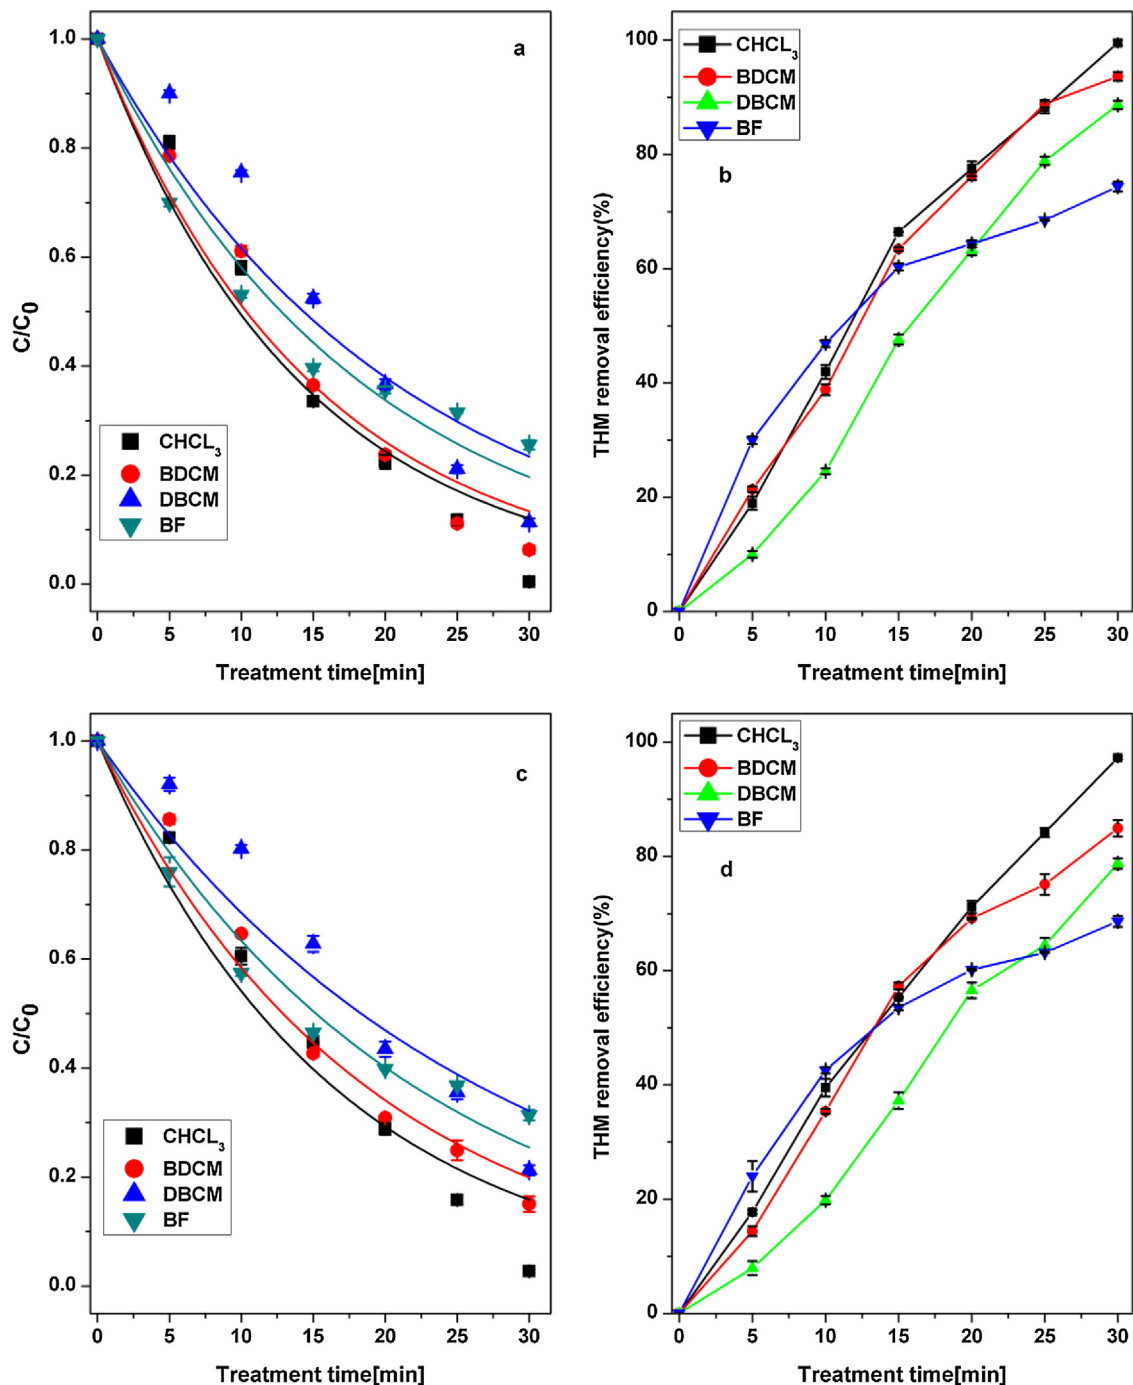 a
1.0
0.8
0.6
0.4
0.2
0.0
C/C0
CHCL3
BDCM
DBCM
BF
0 5 10 15 20 25 30
Treatment time[min]
b
100
80
60
40
20
0
THM removal efficiency(%)
CHCL3
BDCM
DBCM
BF
0 5 10 15 20 25 30
Treatment time[min]
c
1.0
0.8
0.6
0.4
0.2
0.0
C/C0
CHCL3
BDCM
DBCM
BF
0 5 10 15 20 25 30
Treatment time[min]
d
100
80
60
40
20
0
THM removal efficiency(%)
CHCL3
BDCM
DBCM
BF
0 5 10 15 20 25 30
Treatment time[min]